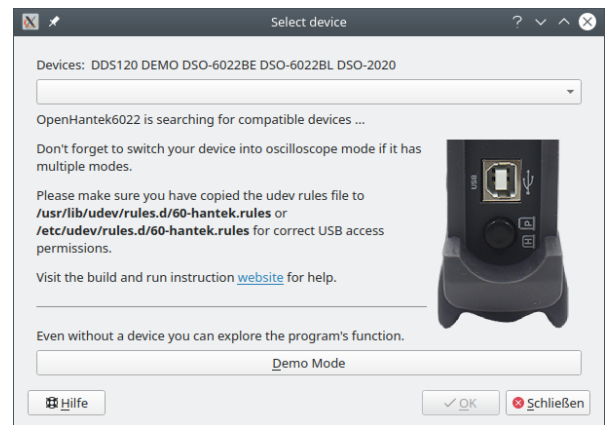 Select device
Devices: DDS120 DEMO DSO-6022BE DSO-6022BL DSO-2020
OpenHantek6022 is searching for compatible devices ...
Don't forget to switch your device into oscilloscope mode if it has
multiple modes.
Please make sure you have copied the udev rules file to
/usr/lib/udev/rules.d/60-hantek.rules or
/etc/udev/rules.d/60-hantek.rules for correct USB access
permissions.
Visit the build and run instruction website for help.
USB
P
H
Even without a device you can explore the program's function.
Demo Mode
Hilfe
OK
Schließen